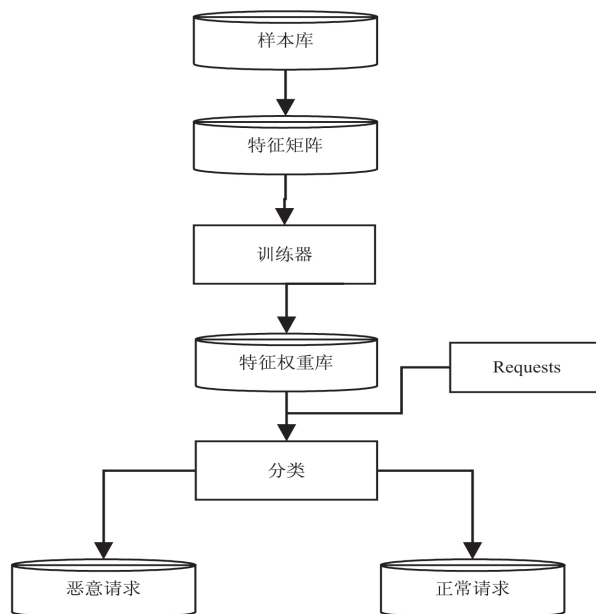 样本库
特征矩阵
训练器
特征权重库
Requests
分类
恶意请求
正常请求